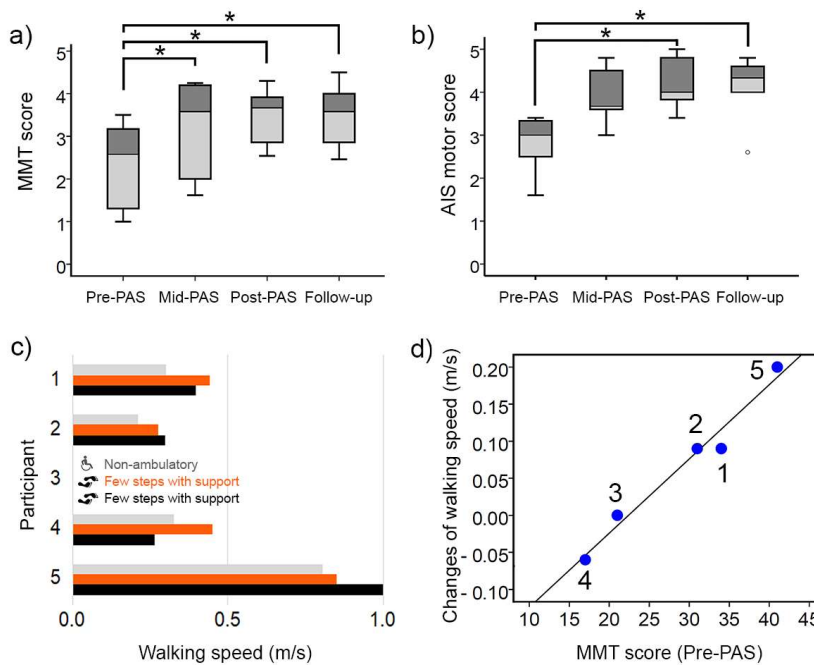 a)
MMT score
5
4
3
2
1
0
*
*
*
Pre-PAS Mid-PAS Post-PAS Follow-up
b)
AIS motor score
5
4
3
2
1
0
*
*
Pre-PAS Mid-PAS Post-PAS Follow-up
c)
Participant
1
2
3
4
5
Non-ambulatory
Few steps with support
Few steps with support
0.0 0.5 1.0
Walking speed (m/s)
d)
Changes of walking speed (m/s)
0.20
0.15
0.10
0.05
0.00
- 0.05
- 0.10
5
2
1
3
4
10 15 20 25 30 35 40 45
MMT score (Pre-PAS)